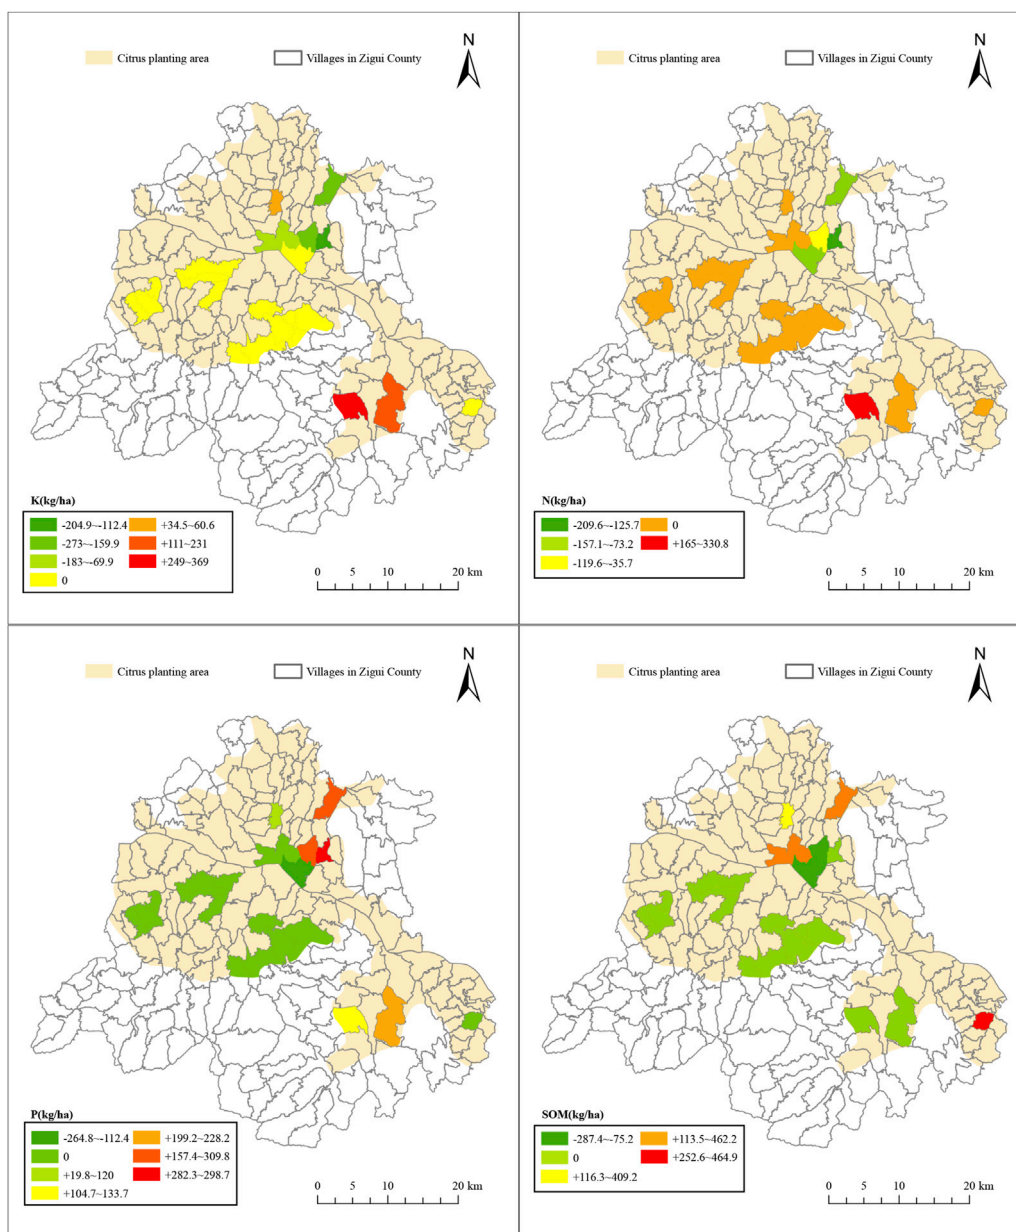 N
Citrus planting area
Villages in Zigui County
K(kg/ha)
-204.9~-112.4
+34.5~60.6
-273~-159.9
+111~231
-183~-69.9
+249~369
0
0 10 20 km
N
Citrus planting area
Villages in Zigui County
N(kg/ha)
-209.6~-125.7
0
-157.1~-73.2
+165~330.8
-119.6~-35.7
0 10 20 km
N
Citrus planting area
Villages in Zigui County
P(kg/ha)
-264.8~-112.4
+199.2~228.2
0
+157.4~309.8
+19.8~120
+282.3~298.7
+104.7~133.7
0 10 20 km
N
Citrus planting area
Villages in Zigui County
SOM(kg/ha)
-287.4~-75.2
+113.5~462.2
0
+252.6~464.9
+116.3~409.2
0 10 20 km